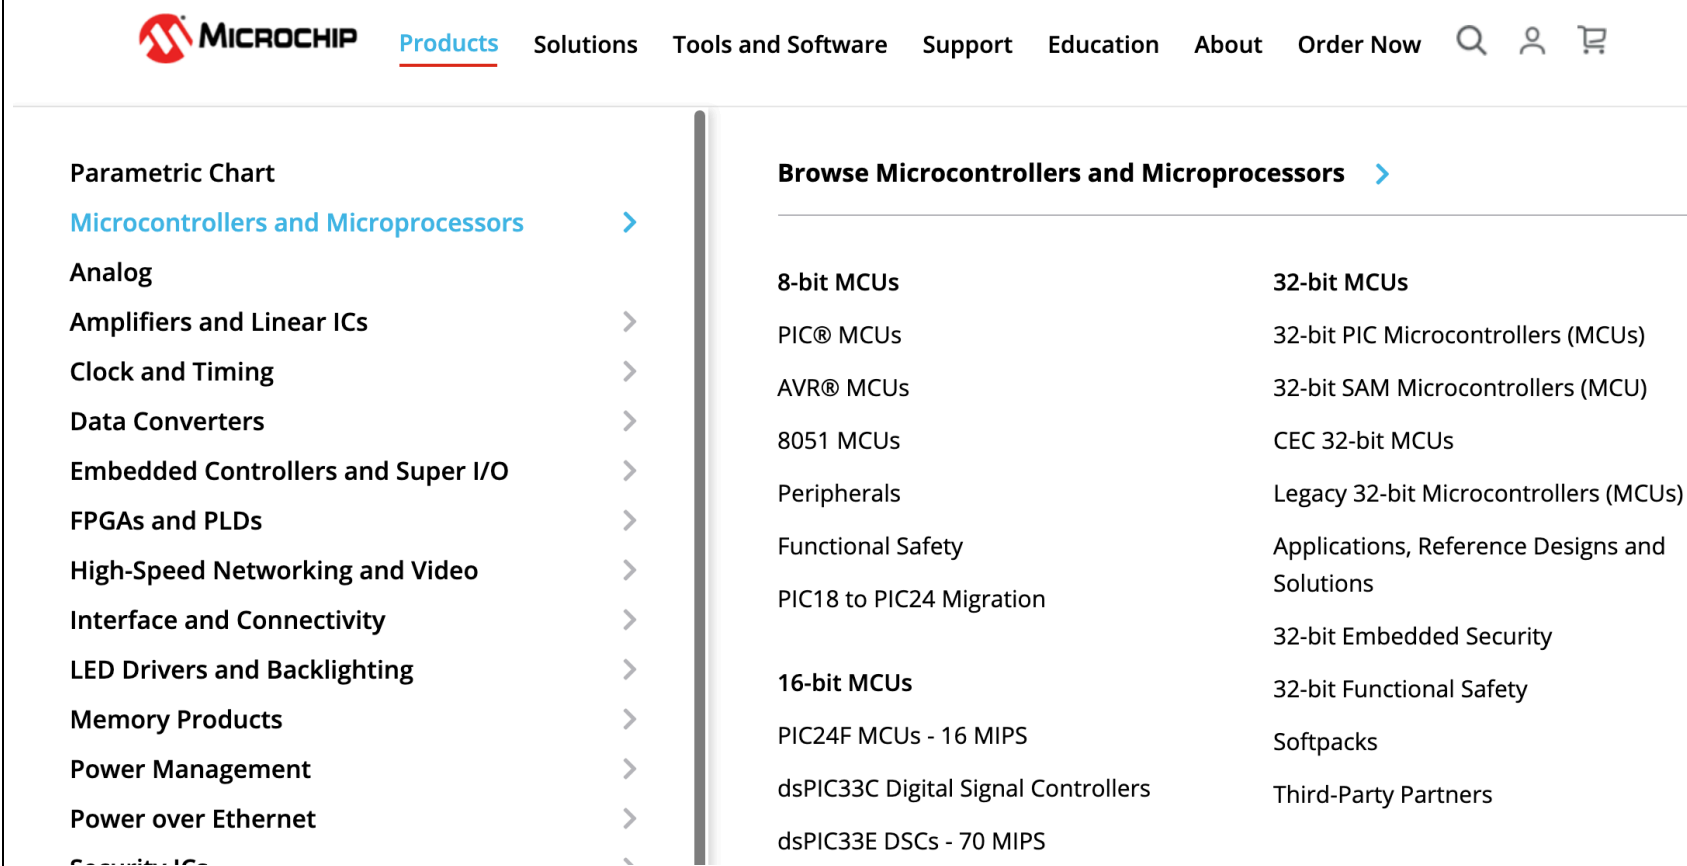 MICROCHIP
Products
Solutions
Tools and Software
Support
Education
About
Order Now
Parametric Chart
Microcontrollers and Microprocessors
Analog
Amplifiers and Linear ICs
Clock and Timing
Data Converters
Embedded Controllers and Super I/O
FPGAs and PLDs
High-Speed Networking and Video
Interface and Connectivity
LED Drivers and Backlighting
Memory Products
Power Management
Power over Ethernet
Security ICs
Browse Microcontrollers and Microprocessors
8-bit MCUs
PIC® MCUs
AVR® MCUs
8051 MCUs
Peripherals
Functional Safety
PIC18 to PIC24 Migration
16-bit MCUs
PIC24F MCUs - 16 MIPS
dsPIC33C Digital Signal Controllers
dsPIC33E DSCs - 70 MIPS
32-bit MCUs
32-bit PIC Microcontrollers (MCUs)
32-bit SAM Microcontrollers (MCU)
CEC 32-bit MCUs
Legacy 32-bit Microcontrollers (MCUs)
Applications, Reference Designs and
Solutions
32-bit Embedded Security
32-bit Functional Safety
Softpacks
Third-Party Partners